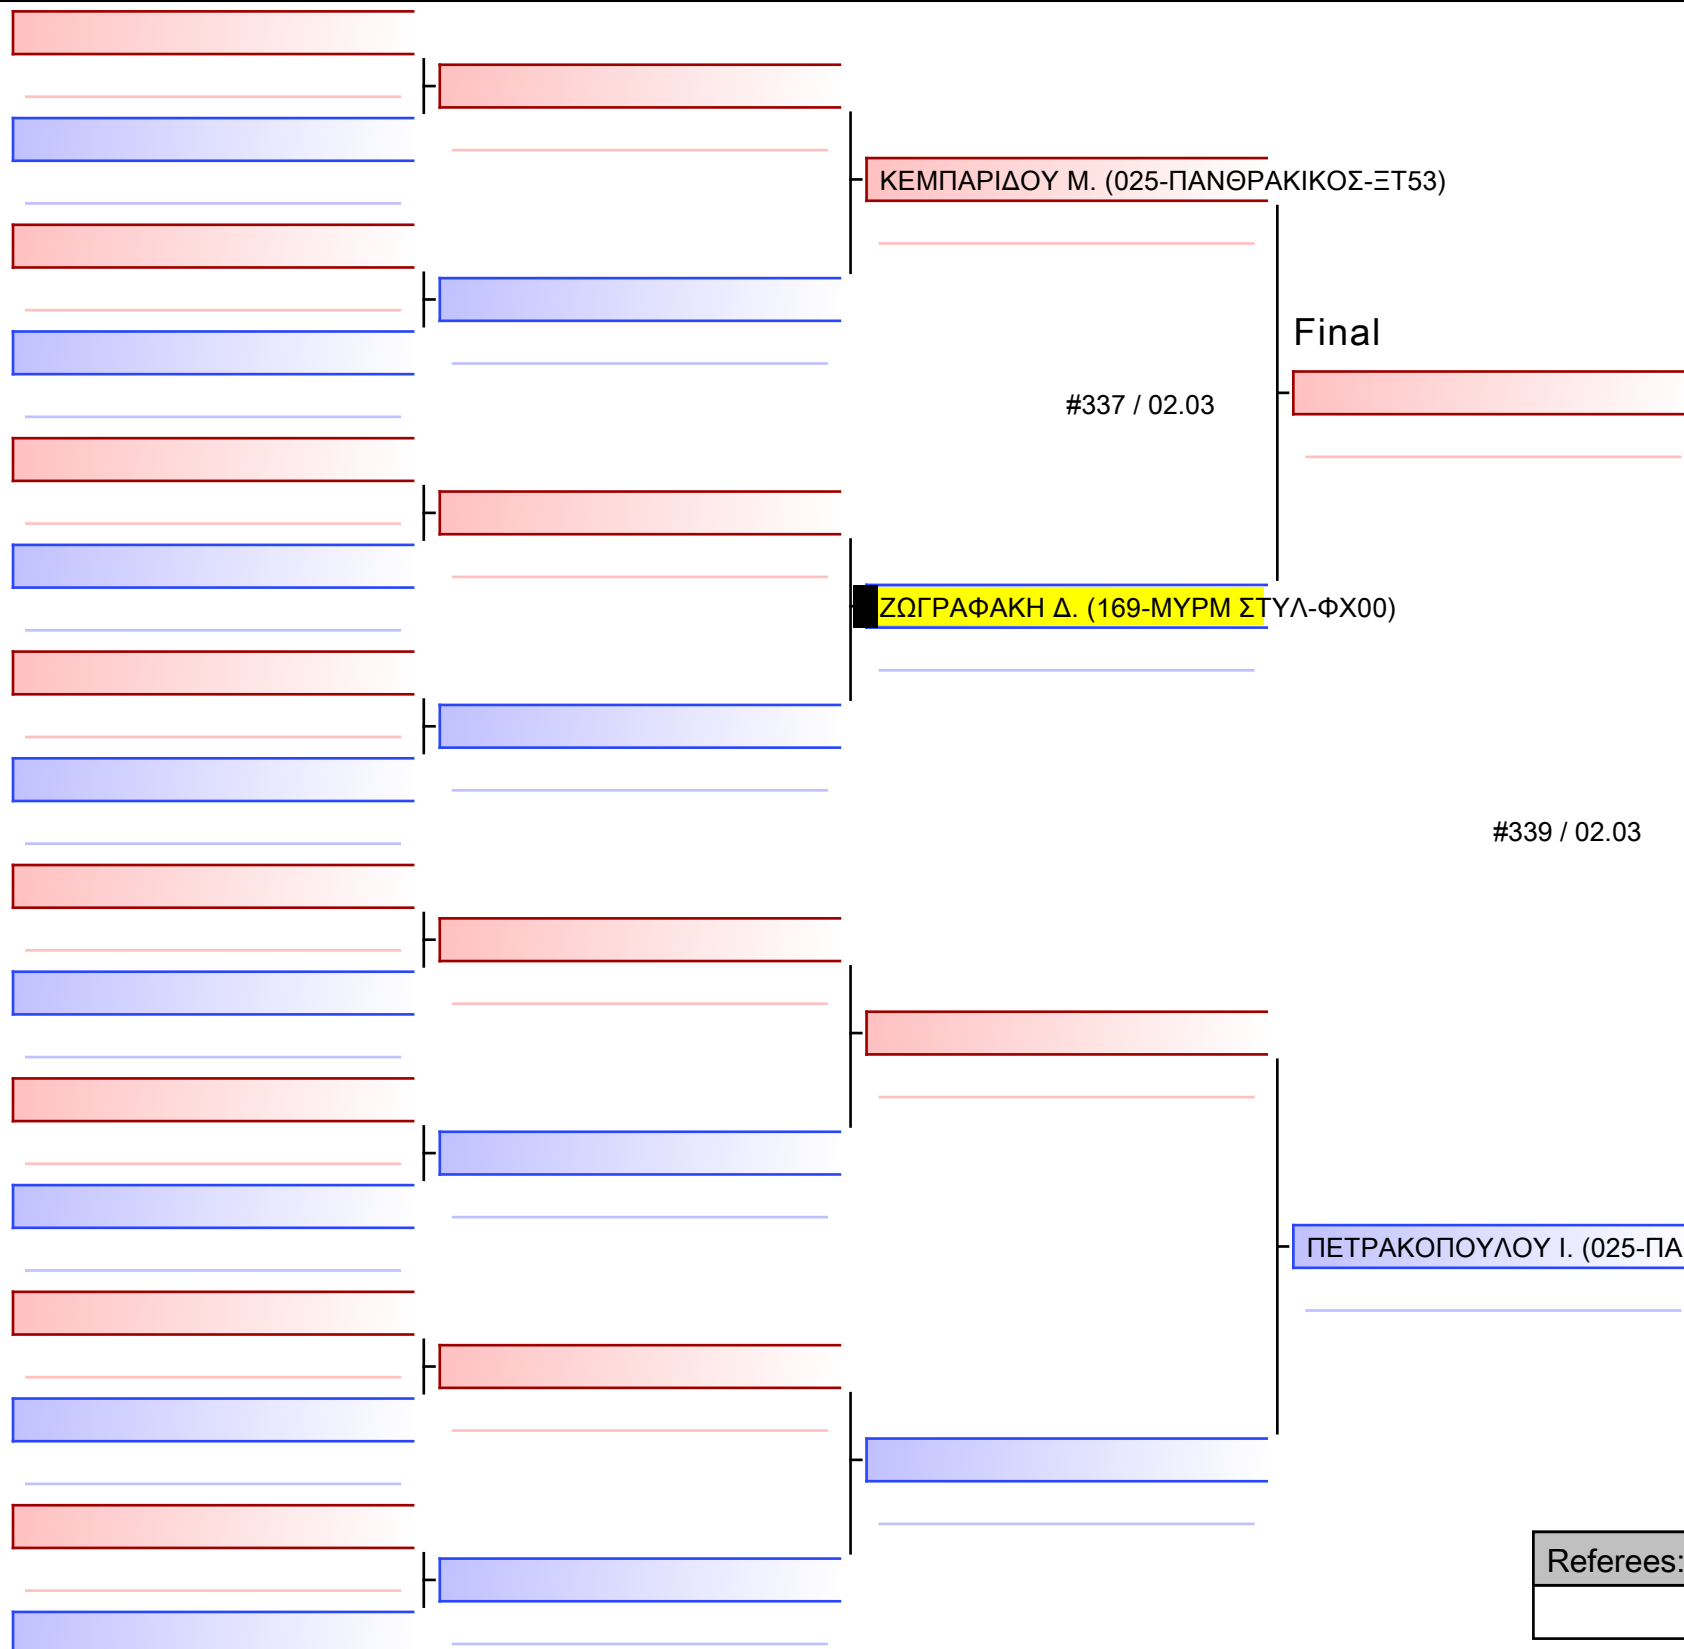 ΚΕΜΠΑΡΙΔΟΥ Μ. (025-ΠΑΝΘΡΑΚΙΚΟΣ-ΞΤ53)
Final
#337 / 02.03
ΖΩΓΡΑΦΑΚΗ Δ. (169-ΜΥΡΜ ΣΤΥΛ-ΦΧ00)
#339 / 02.03
ΠΕΤΡΑΚΟΠΟΥΛΟΥ Ι. (025-ΠΑ
Referees: